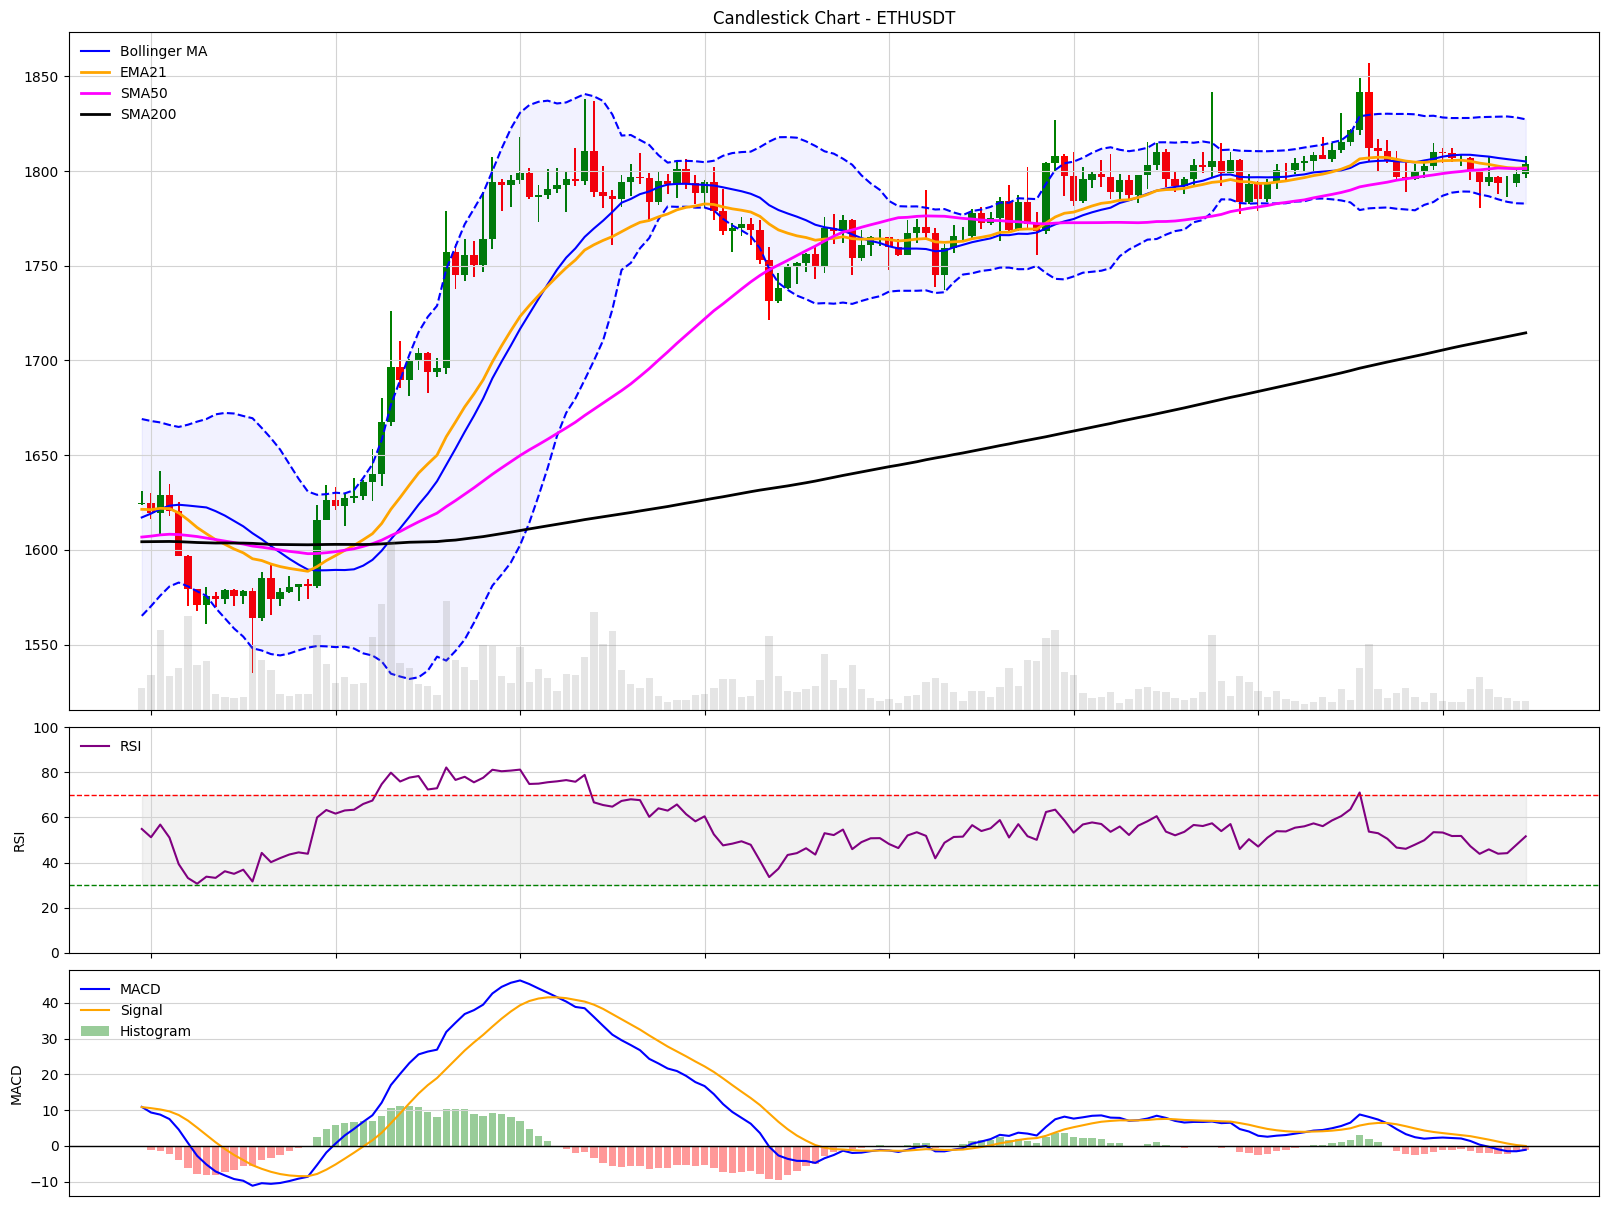 Candlestick Chart - ETHUSDT
Bollinger MA
EMA21
SMA50
SMA200
1850
1800
1750
1700
1650
1600
1550
RSI
100
80
60
40
20
0
RSI
MACD
Signal
Histogram
40
30
20
10
0
−10
MACD